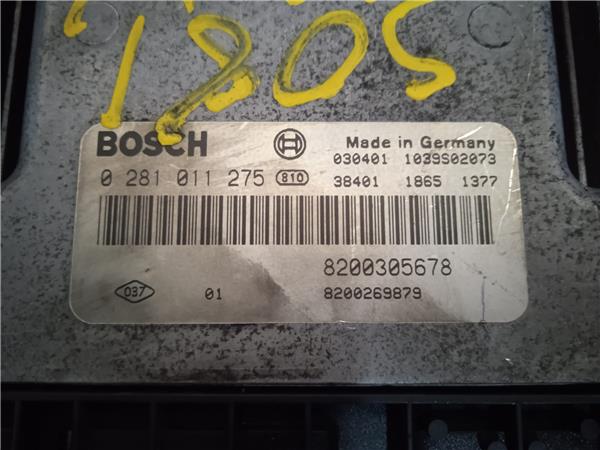 1805
BOSCH
Made in Germany
030401 1039S02073
0 281 011 275 810
38401 1865 1377
8200305678
037 01 8200269879